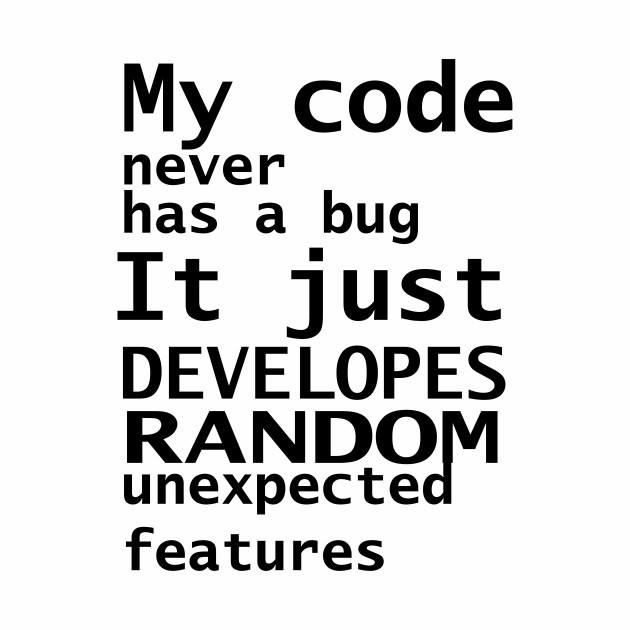 My code
never
has a bug
It just
DEVELOPES
RANDOM
unexpected
features